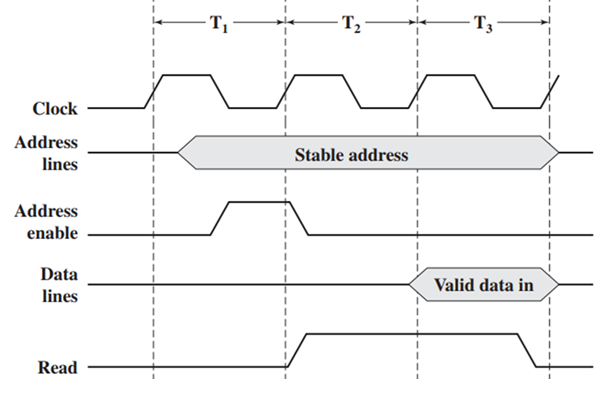 T₁ T₂ T₃
Clock
Address
lines
Stable address
Address
enable
Data
lines
Valid data in
Read